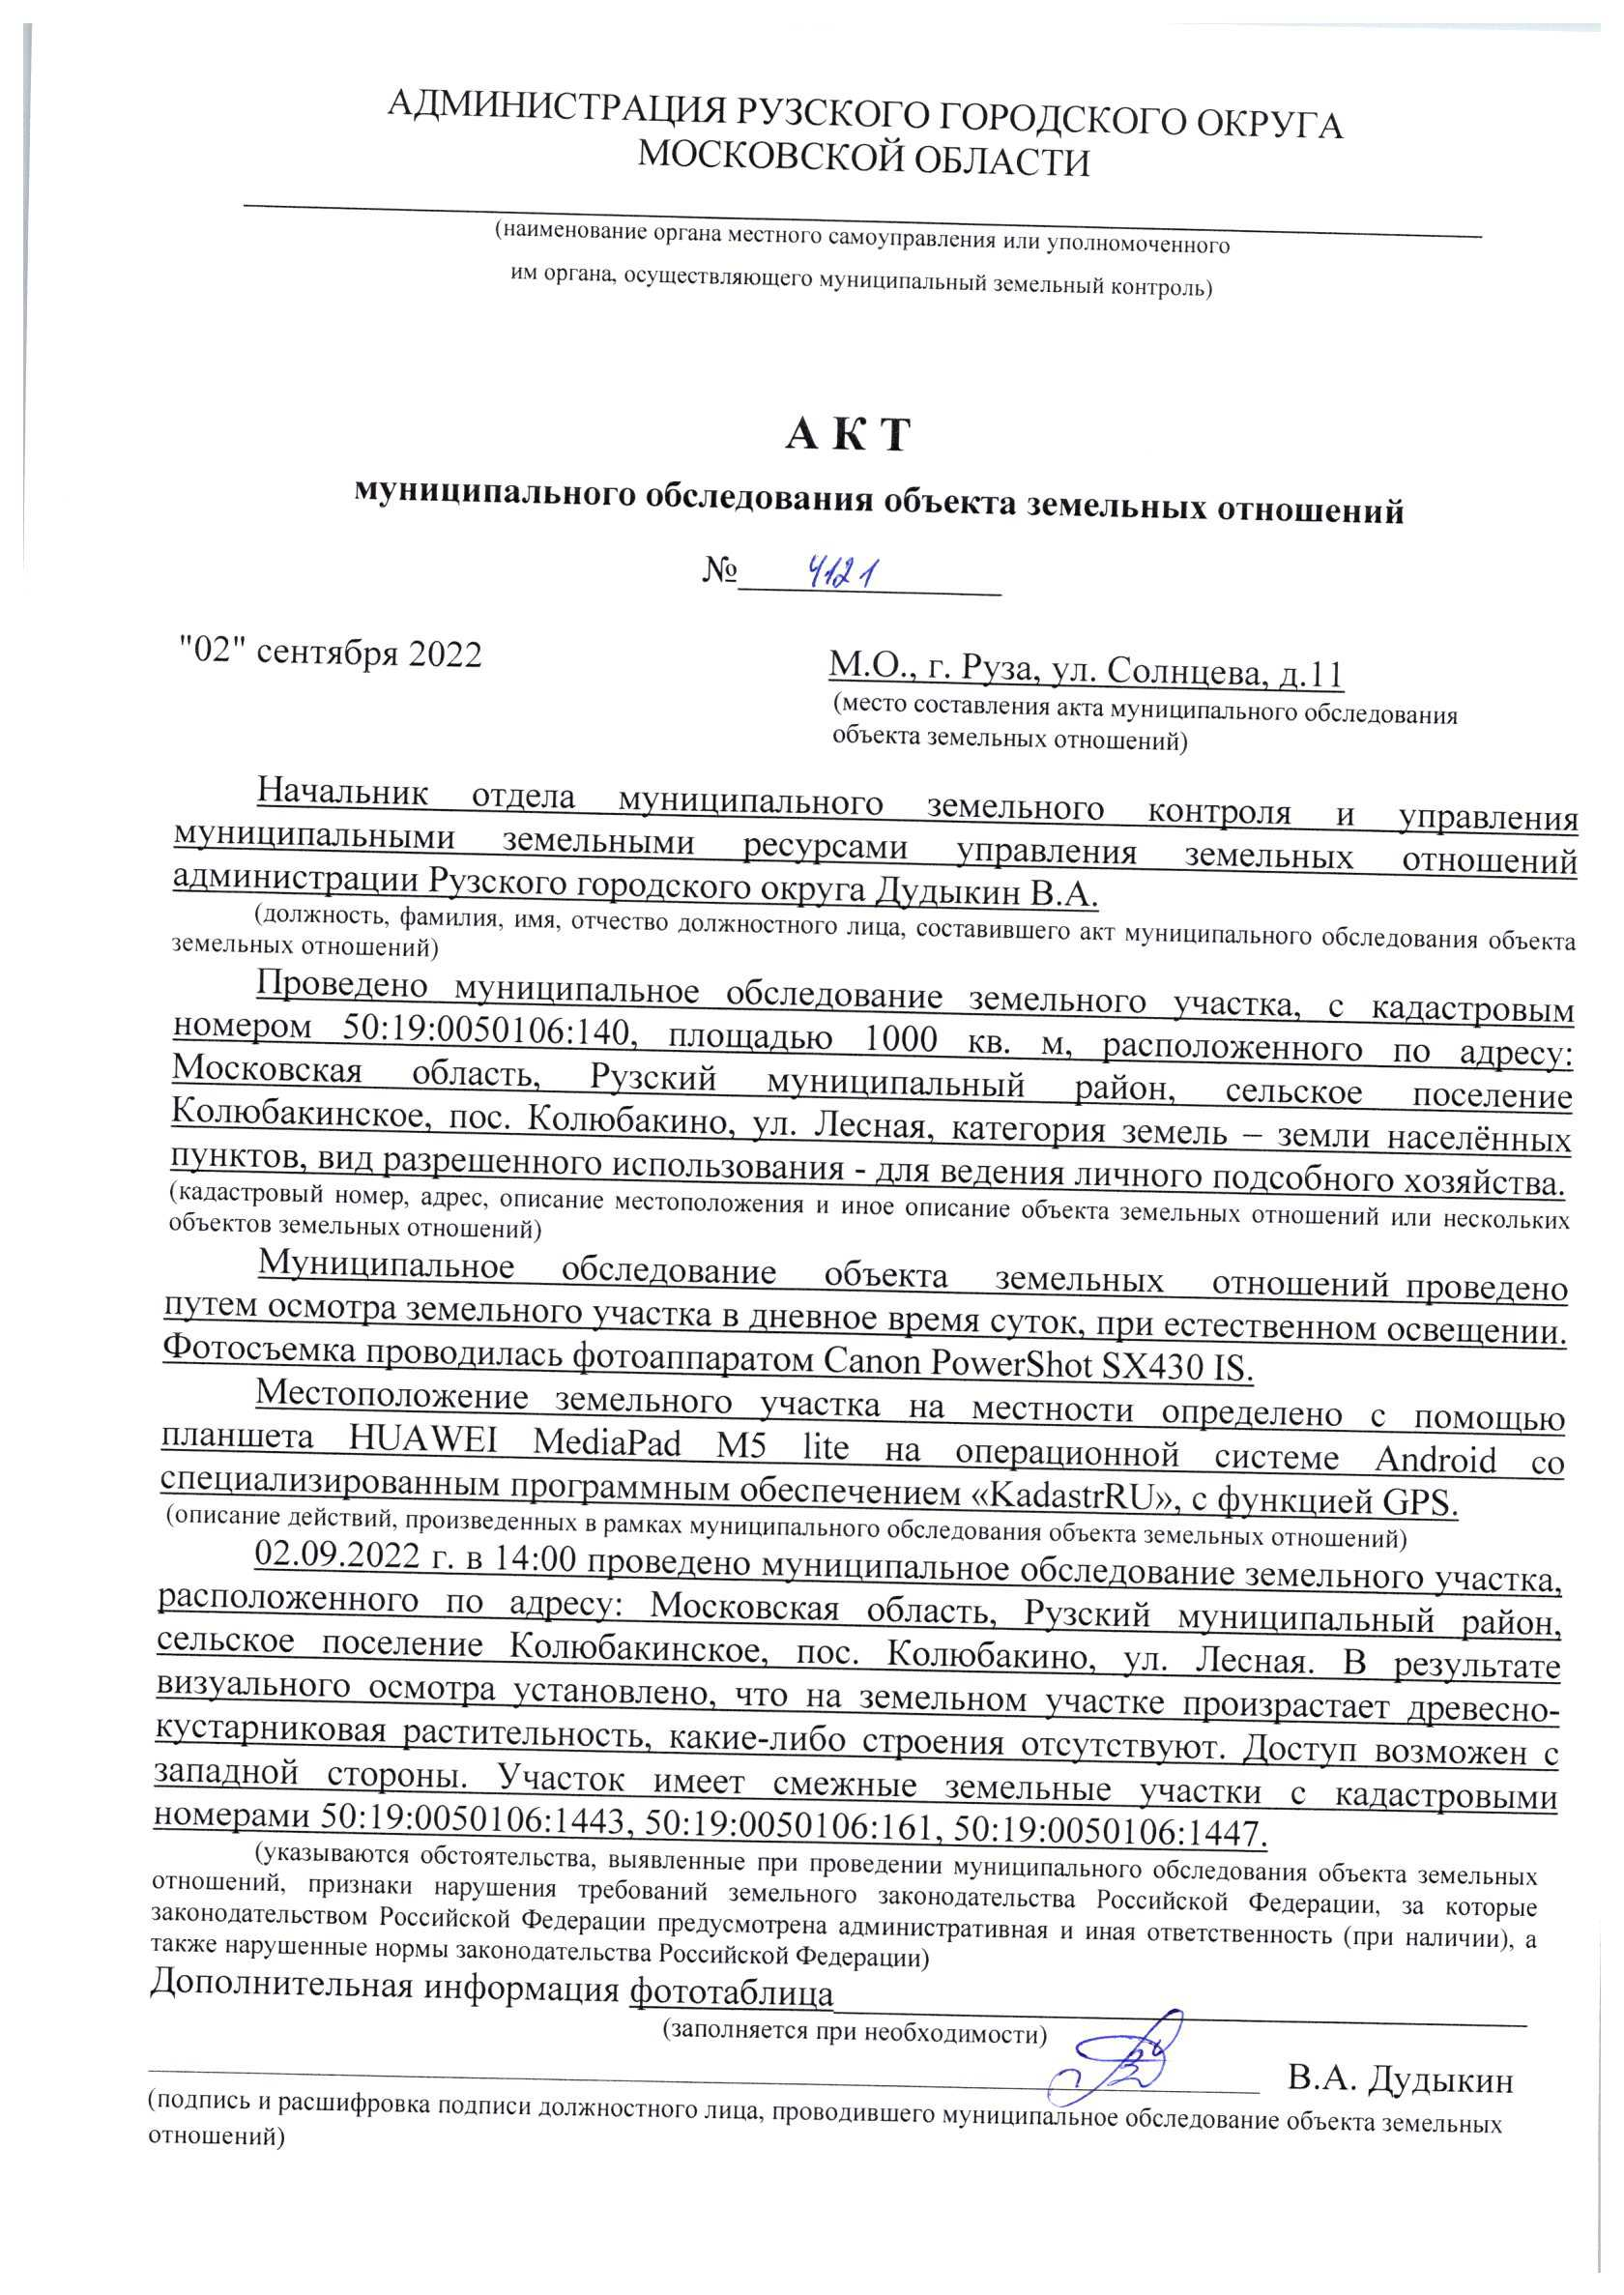 АДМИНИСТРАЦИЯ РУЗСКОГО ГОРОДСКОГО ОКРУГА
МОСКОВСКОЙ ОБЛАСТИ
(наименование органа местного самоуправления или уполномоченного
им органа, осуществляющего муниципальный земельный контроль)
А К Т
муниципального обследования объекта земельных отношений
№ 4121
"02" сентября 2022
М.О., г. Руза, ул. Солнцева, д.11
(место составления акта муниципального обследования
объекта земельных отношений)
Начальник отдела муниципального земельного контроля и управления
муниципальными земельными ресурсами управления земельных отношений
администрации Рузского городского округа Дудыкин В.А.
(должность, фамилия, имя, отчество должностного лица, составившего акт муниципального обследования объекта
земельных отношений)
Проведено муниципальное обследование земельного участка, с кадастровым
номером 50:19:0050106:140, площадью 1000 кв. м, расположенного по адресу:
Московская область, Рузский муниципальный район, сельское поселение
Колюбакинское, пос. Колюбакино, ул. Лесная, категория земель – земли населённых
пунктов, вид разрешенного использования - для ведения личного подсобного хозяйства.
(кадастровый номер, адрес, описание местоположения и иное описание объекта земельных отношений или нескольких
объектов земельных отношений)
Муниципальное обследование объекта земельных отношений проведено
путем осмотра земельного участка в дневное время суток, при естественном освещении.
Фотосъемка проводилась фотоаппаратом Canon PowerShot SX430 IS.
Местоположение земельного участка на местности определено с помощью
планшета HUAWEI MediaPad M5 lite на операционной системе Android со
специализированным программным обеспечением «KadastrRU», с функцией GPS.
(описание действий, произведенных в рамках муниципального обследования объекта земельных отношений)
02.09.2022 г. в 14:00 проведено муниципальное обследование земельного участка,
расположенного по адресу: Московская область, Рузский муниципальный район,
сельское поселение Колюбакинское, пос. Колюбакино, ул. Лесная. В результате
визуального осмотра установлено, что на земельном участке произрастает древесно-
кустарниковая растительность, какие-либо строения отсутствуют. Доступ возможен с
западной стороны. Участок имеет смежные земельные участки с кадастровыми
номерами 50:19:0050106:1443, 50:19:0050106:161, 50:19:0050106:1447.
(указываются обстоятельства, выявленные при проведении муниципального обследования объекта земельных
отношений, признаки нарушения требований земельного законодательства Российской Федерации, за которые
законодательством Российской Федерации предусмотрена административная и иная ответственность (при наличии), а
также нарушенные нормы законодательства Российской Федерации)
Дополнительная информация фототаблица
(заполняется при необходимости)
В.А. Дудыкин
(подпись и расшифровка подписи должностного лица, проводившего муниципальное обследование объекта земельных
отношений)